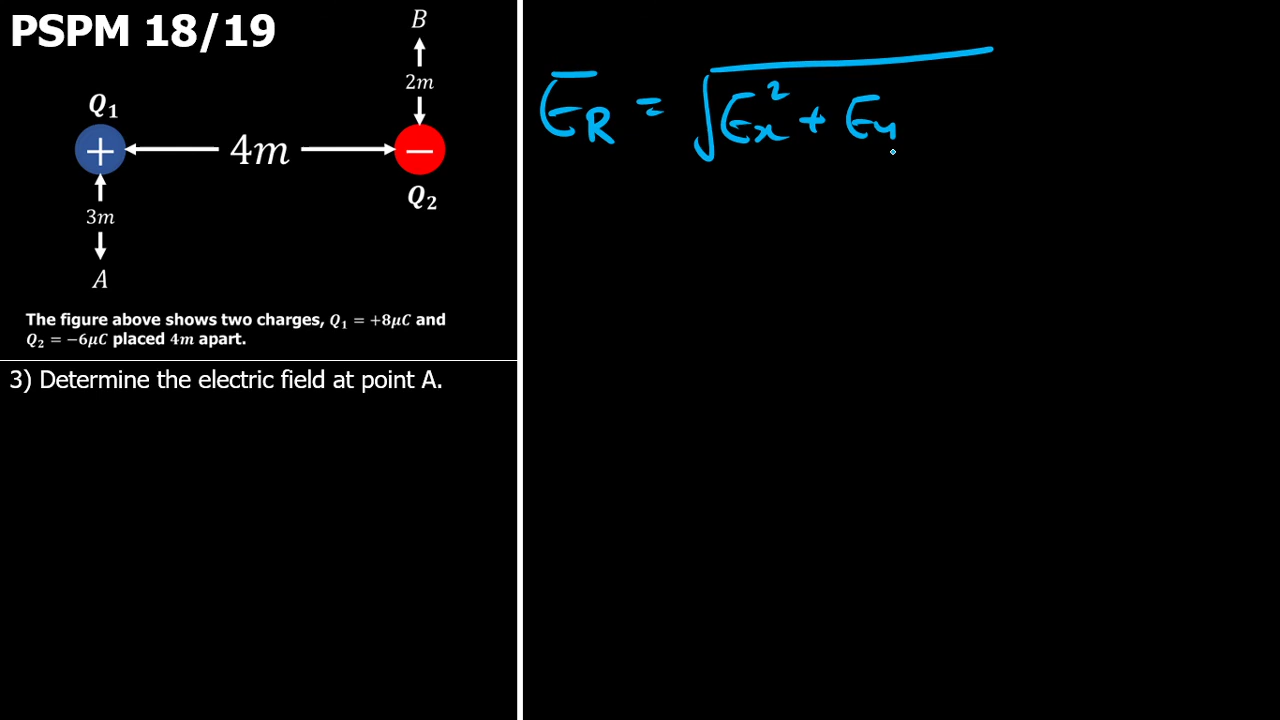 PSPM 18/19
B
2m
Q₁
+
4m
−
Q₂
3m
A
The figure above shows two charges, Q₁ = +8μC and
Q₂ = −6μC placed 4m apart.
3) Determine the electric field at point A.
E̅R = √Ex² + Ey